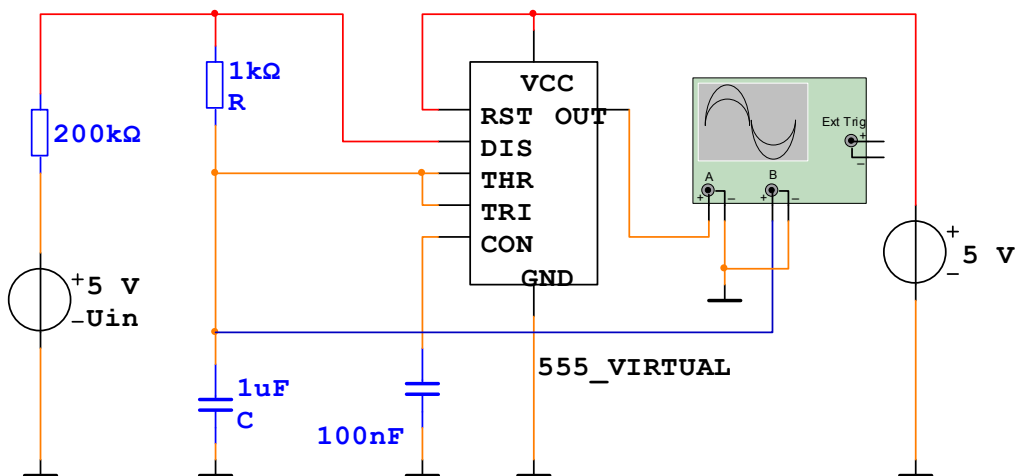 1kΩ
R
200kΩ
+
5 V
−
Uin
1uF
C
100nF
VCC
RST
OUT
DIS
THR
TRI
CON
GND
555_VIRTUAL
Ext Trig
+
−
A
B
+
−
+
−
+
5 V
−